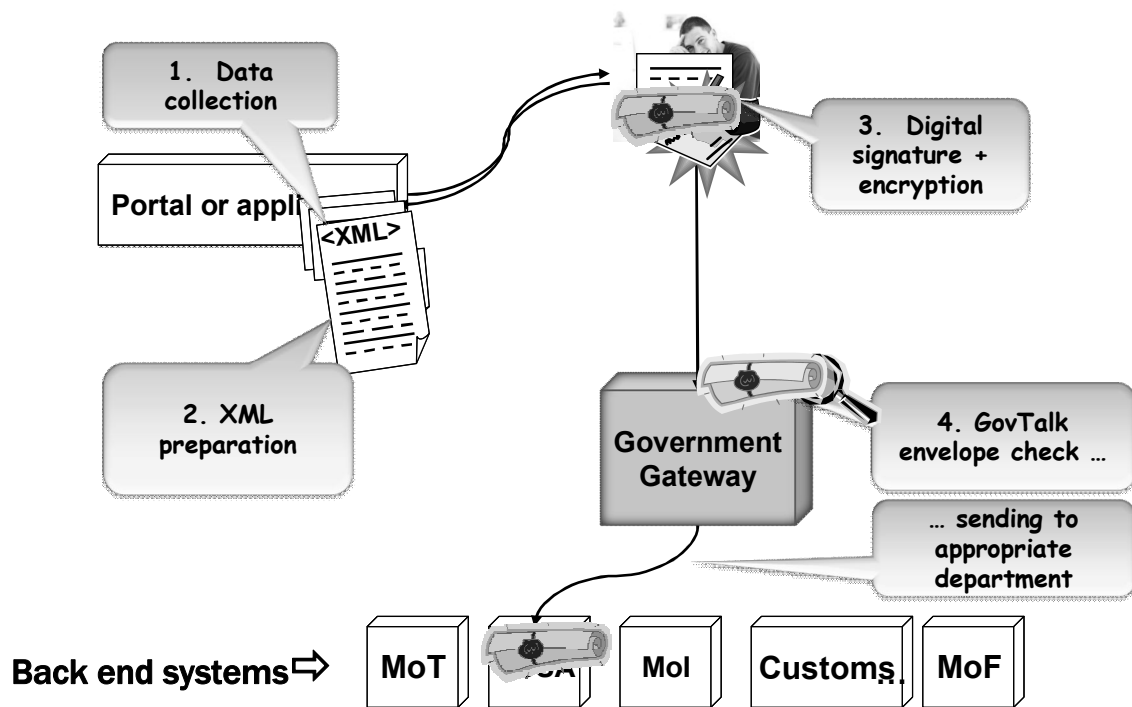 1. Data
collection
3. Digital
signature +
encryption
Portal or appli
<XML>
2. XML
preparation
Government
Gateway
4. GovTalk
envelope check …
… sending to
appropriate
department
Back end systems⇨
MoT
MoI
Customs
...
MoF